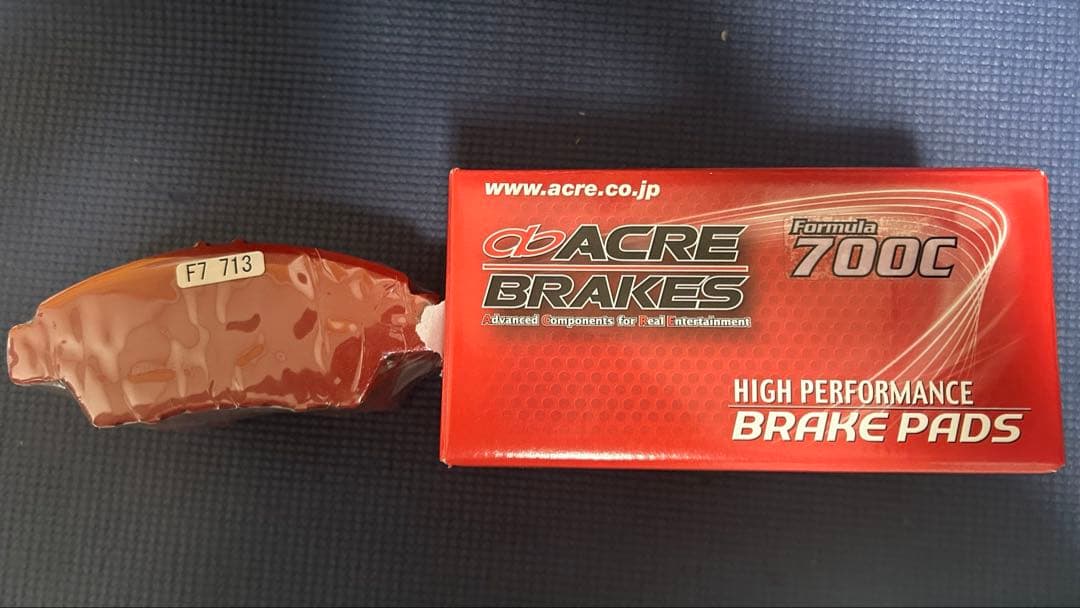 F7 713
www.acre.co.jp
ab ACRE
BRAKES
Advanced Components for Real Entertainment
Formula
700C
HIGH PERFORMANCE
BRAKE PADS